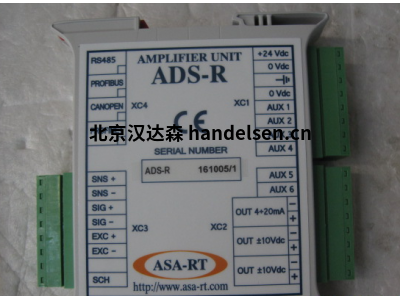 AMPLIFIER UNIT
ADS-R
RS485
PROFIBUS
CANOPEN
XC4
XC1
+24 Vdc
0 Vdc
0 Vdc
AUX 1
AUX 2
AUX 4
北京汉达森 handelsen.cn
CE
SERIAL NUMBER
ADS-R 161005/1
SNS +
SNS -
SIG +
SIG -
EXC +
EXC -
SCH
XC3
XC2
AUX 5
AUX 6
OUT 4÷20mA
+
-
OUT ±10Vdc
+
-
OUT ±10Vdc
+
-
ASA-RT
http://www.asa-rt.com